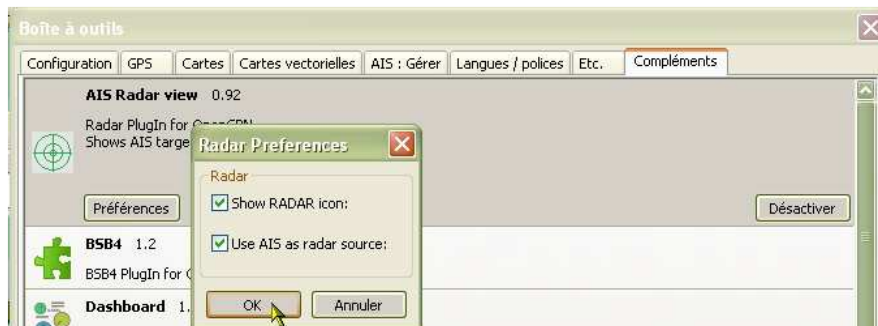 Boîte à outils
Configuration GPS Cartes Cartes vectorielles AIS : Gérer Langues / polices Etc. Compléments
AIS Radar view 0.92
Radar PlugIn for
Shows AIS
Radar Preferences
Radar
Show RADAR icon:
Use AIS as radar source:
OK Annuler
Préférences
Désactiver
BSB4 1.2
BSB4 PlugIn for
Dashboard 1.